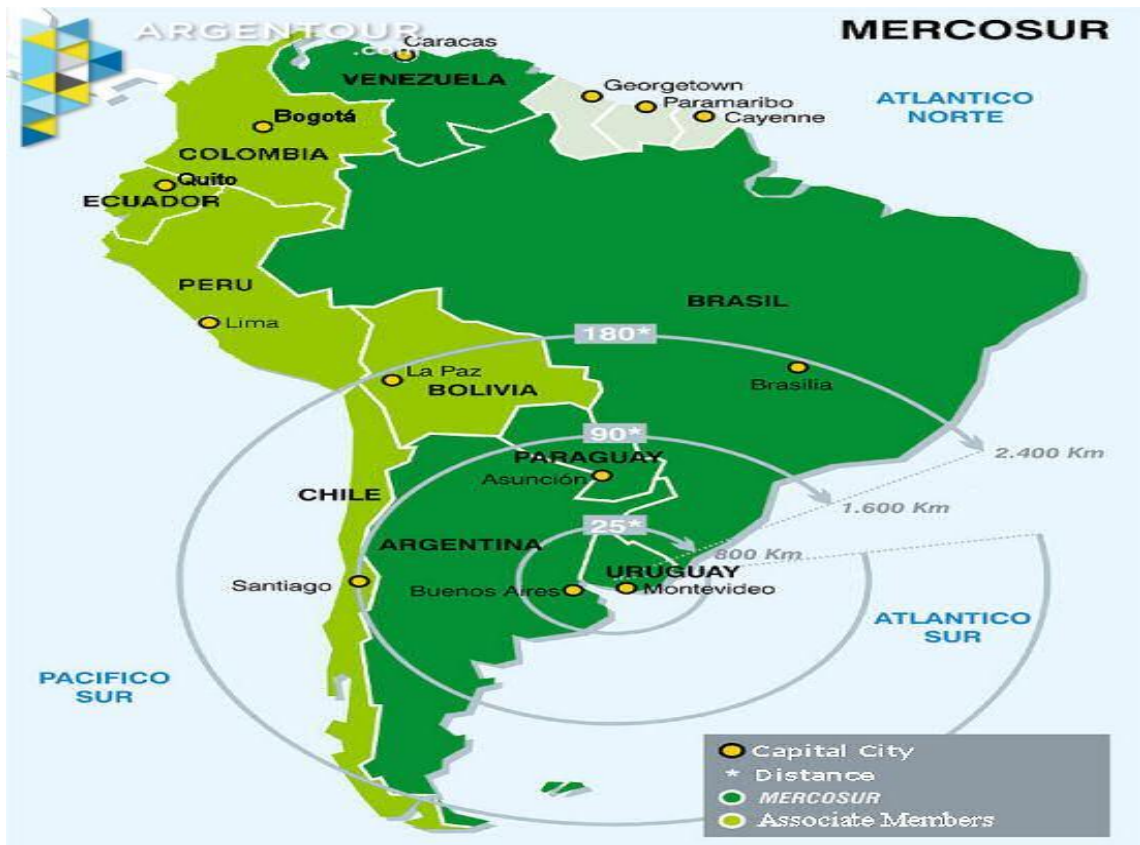 ARGENTOUR
.com
MERCOSUR
Caracas
VENEZUELA
Georgetown
Paramaribo
Cayenne
ATLANTICO
NORTE
Bogotá
COLOMBIA
Quito
ECUADOR
PERU
Lima
BRASIL
180*
La Paz
BOLIVIA
Brasilia
90*
2.400 Km
PARAGUAY
Asunción
CHILE
1.600 Km
25*
ARGENTINA
800 Km
URUGUAY
Santiago
Buenos Aires
Montevideo
ATLANTICO
SUR
PACIFICO
SUR
Capital City
* Distance
MERCOSUR
Associate Members